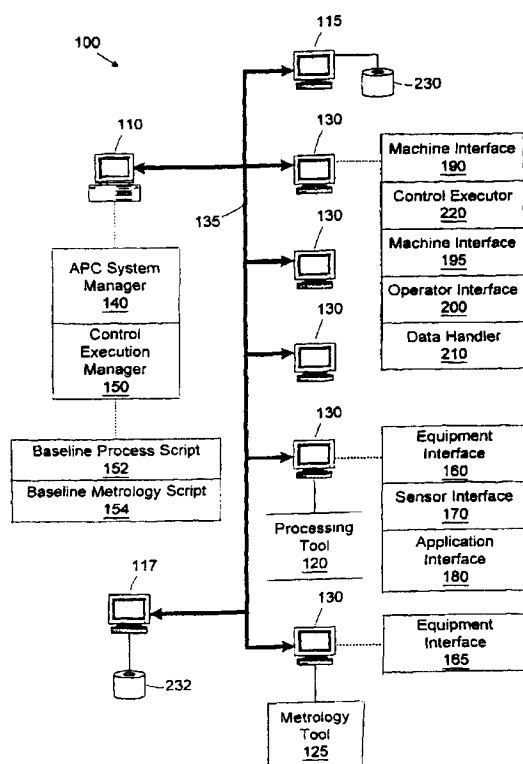 100
115
230
110
130
135
Machine Interface
190
Control Executor
220
Machine Interface
195
Operator Interface
200
Data Handler
210
130
130
APC System
Manager
140
Control
Execution
Manager
150
Baseline Process Script
152
Baseline Metrology Script
154
130
Equipment
Interface
160
Sensor Interface
170
Application
Interface
180
Processing
Tool
120
117
232
130
Equipment
Interface
165
Metrology
Tool
125